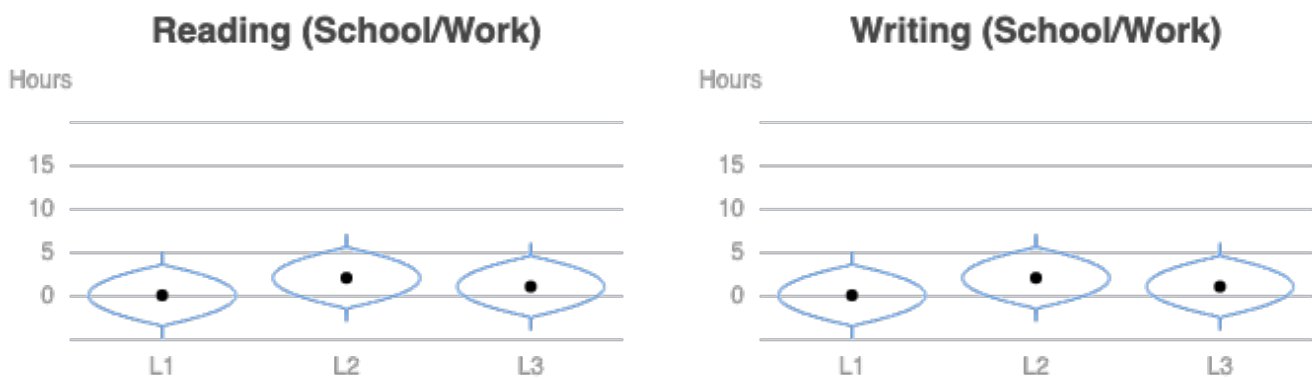 Reading (School/Work)
Hours
15
10
5
0
L1 L2 L3
Writing (School/Work)
Hours
15
10
5
0
L1 L2 L3